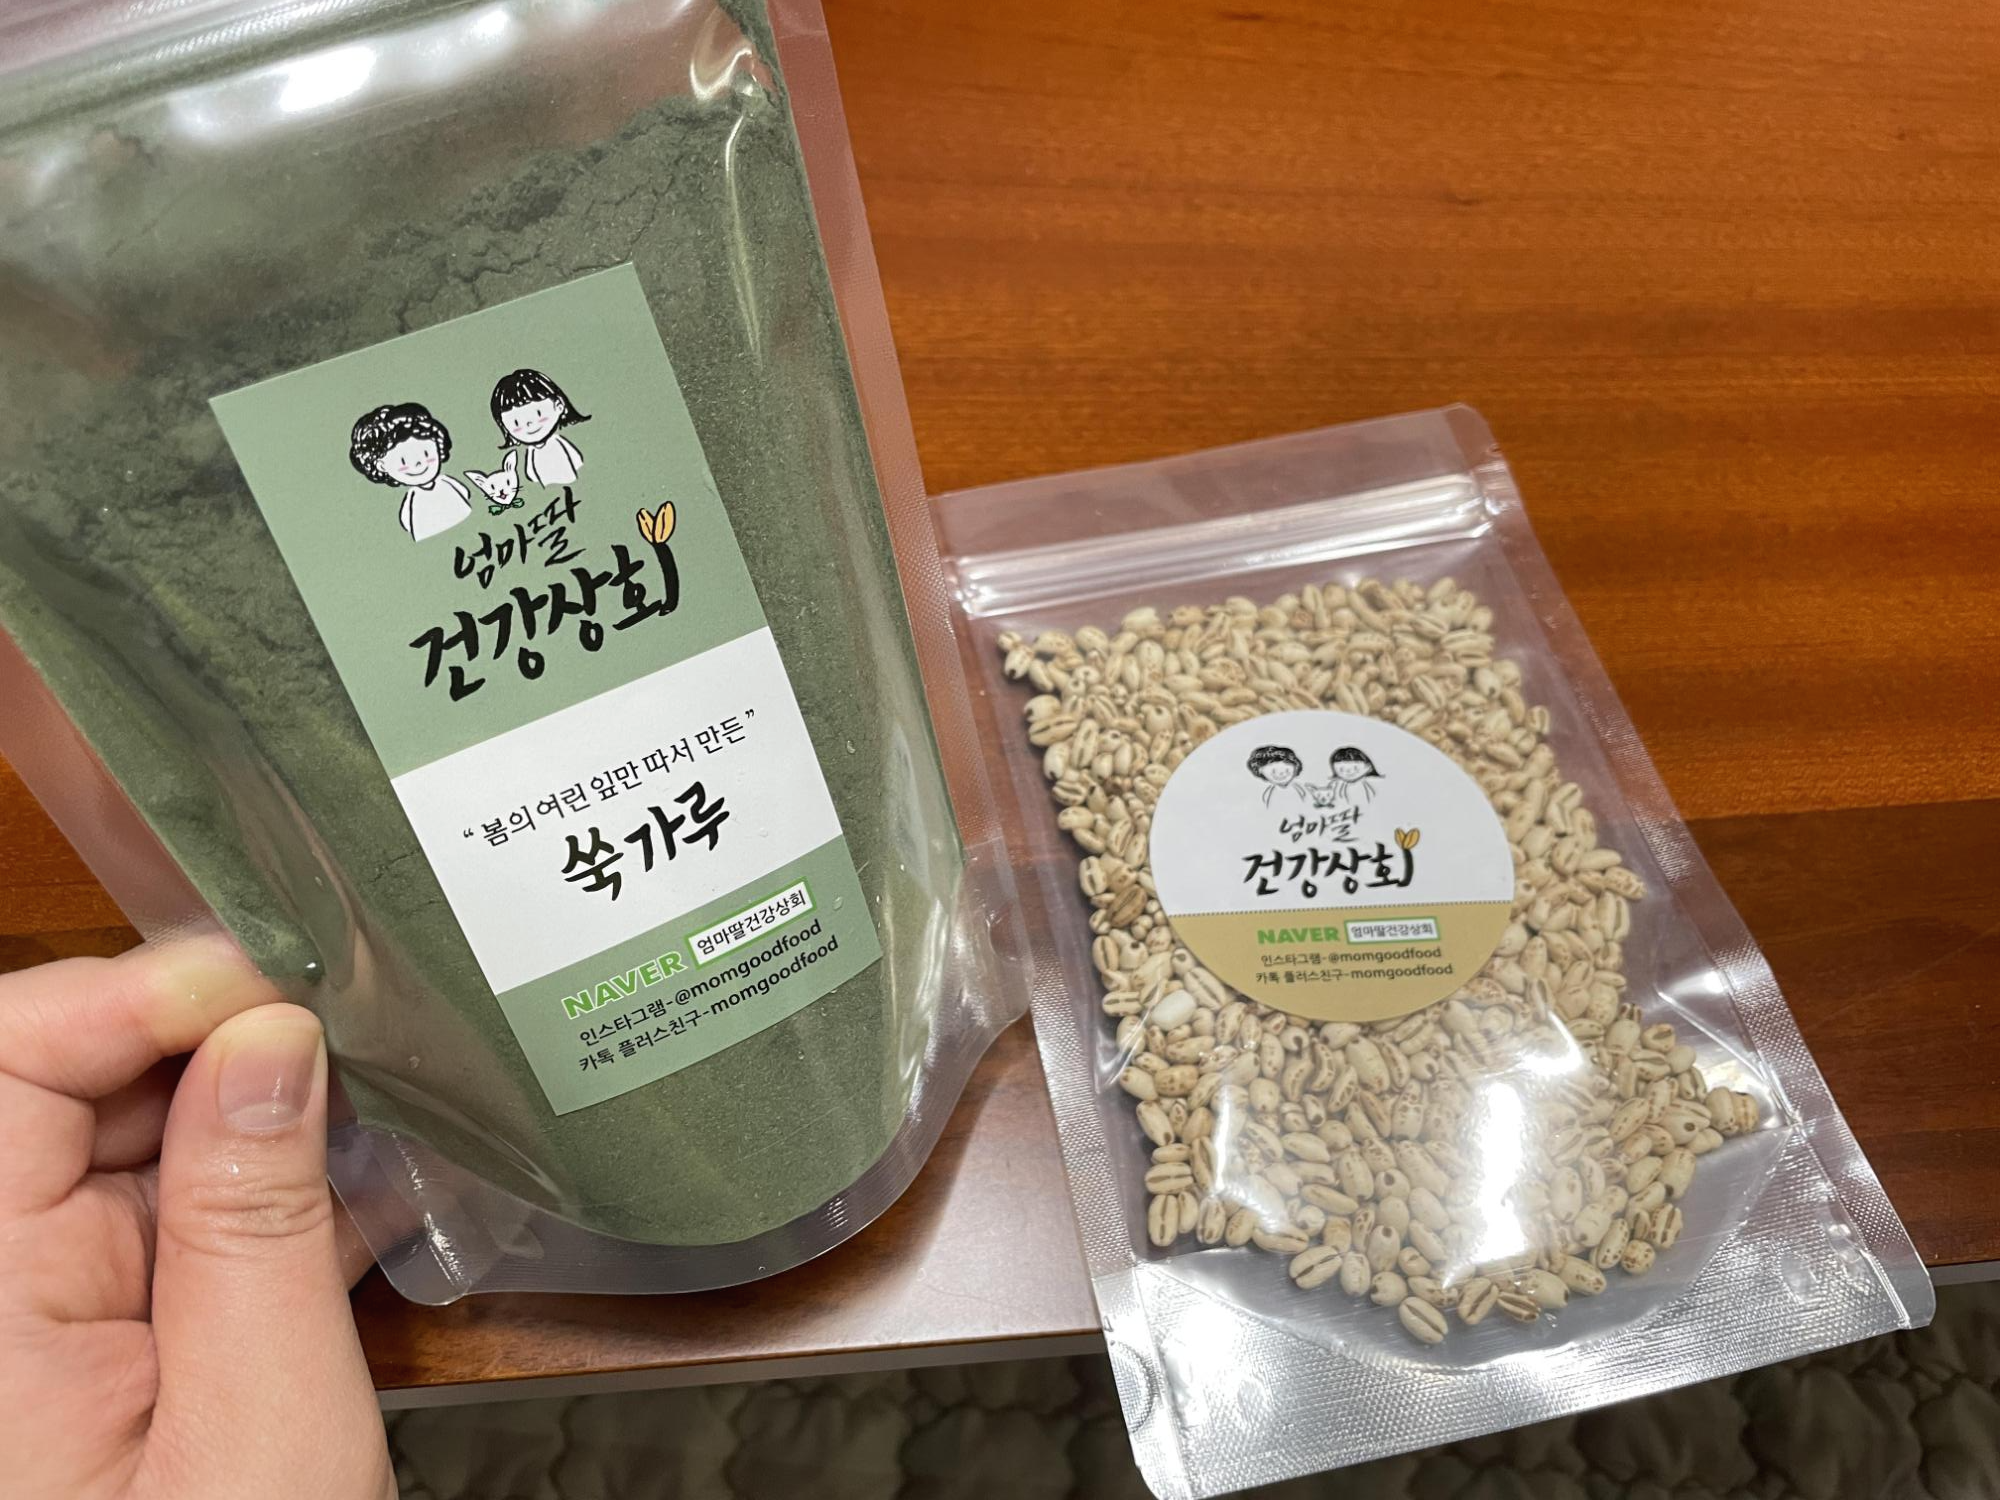 엄마딸
건강상회
“봄의 여린 잎만 따서 만든”
쑥가루
NAVER 엄마딸건강상회
인스타그램-@momgoodfood
카톡 플러스친구-momgoodfood
엄마딸
건강상회
NAVER 엄마딸건강상회
인스타그램-@momgoodfood
카톡 플러스친구-momgoodfood